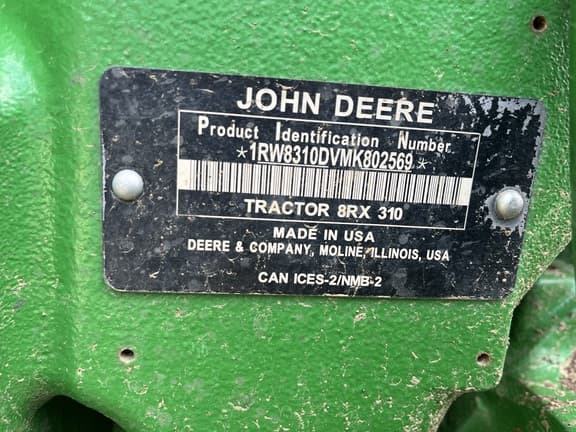 JOHN DEERE
Product Identification Number
*1RW8310DVMK802569*
TRACTOR 8RX 310
MADE IN USA
DEERE & COMPANY, MOLINE, ILLINOIS, USA
CAN ICES-2/NMB-2